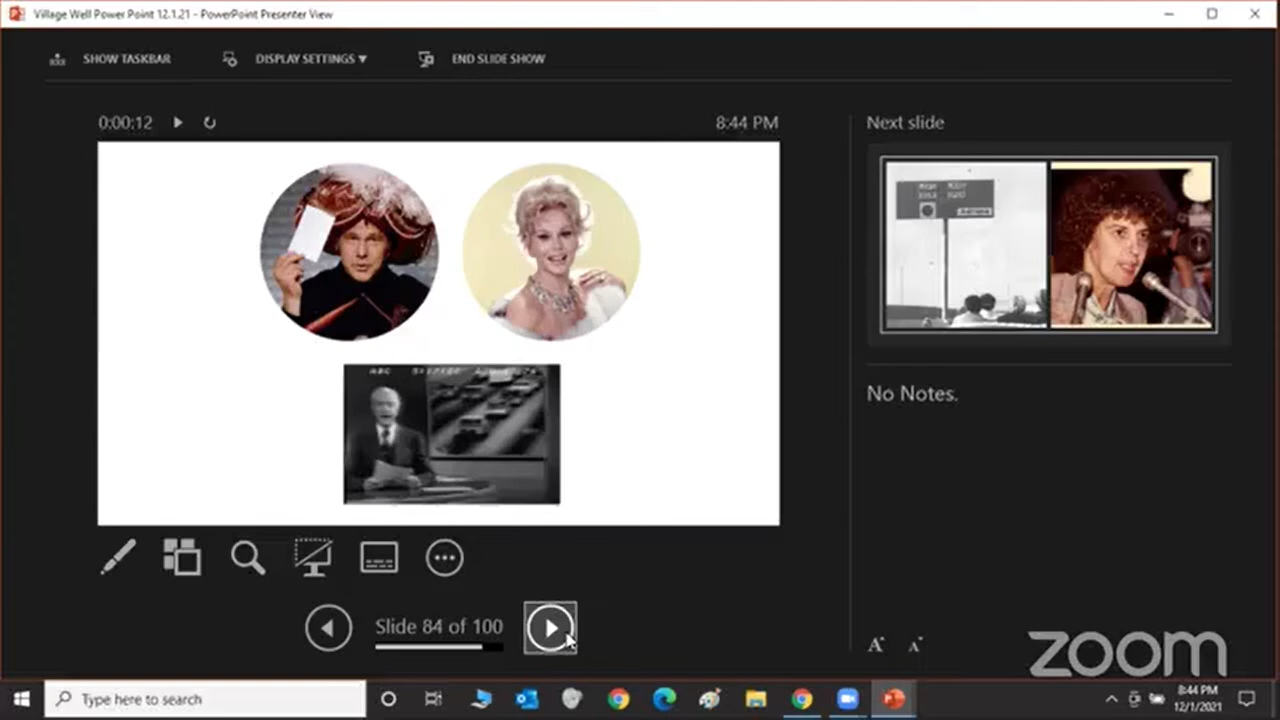 Village Well Power Point 12.1.21 - PowerPoint Presenter View
SHOW TASKBAR
DISPLAY SETTINGS ▼
END SLIDE SHOW
0:00:12
8:44 PM
Next slide
No Notes.
Slide 84 of 100
A A
zoom
Type here to search
8:44 PM
12/1/2021